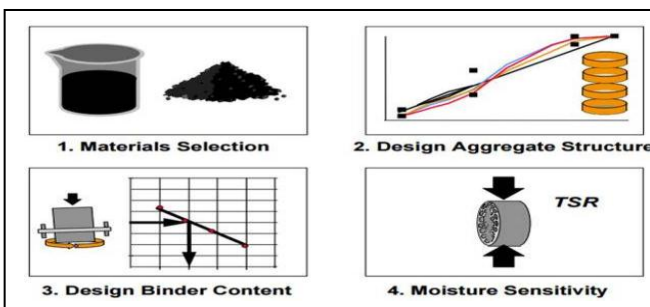 1. Materials Selection
2. Design Aggregate Structure
TSR
3. Design Binder Content
4. Moisture Sensitivity